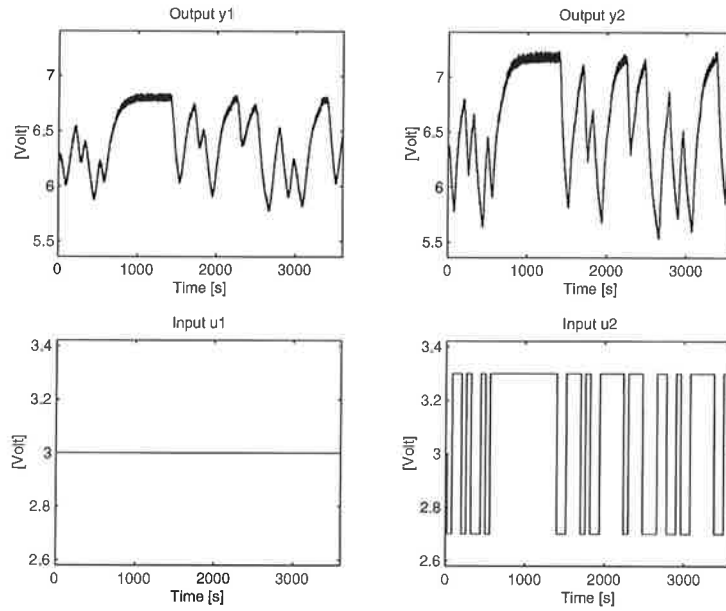 Output y1
[Volt]
7
6.5
6
5.5
0 1000 2000 3000
Time [s]
Output y2
[Volt]
7
6.5
6
5.5
0 1000 2000 3000
Time [s]
Input u1
[Volt]
3.4
3.2
3
2.8
2.6
0 1000 2000 3000
Time [s]
Input u2
[Volt]
3.4
3.2
3
2.8
2.6
0 1000 2000 3000
Time [s]